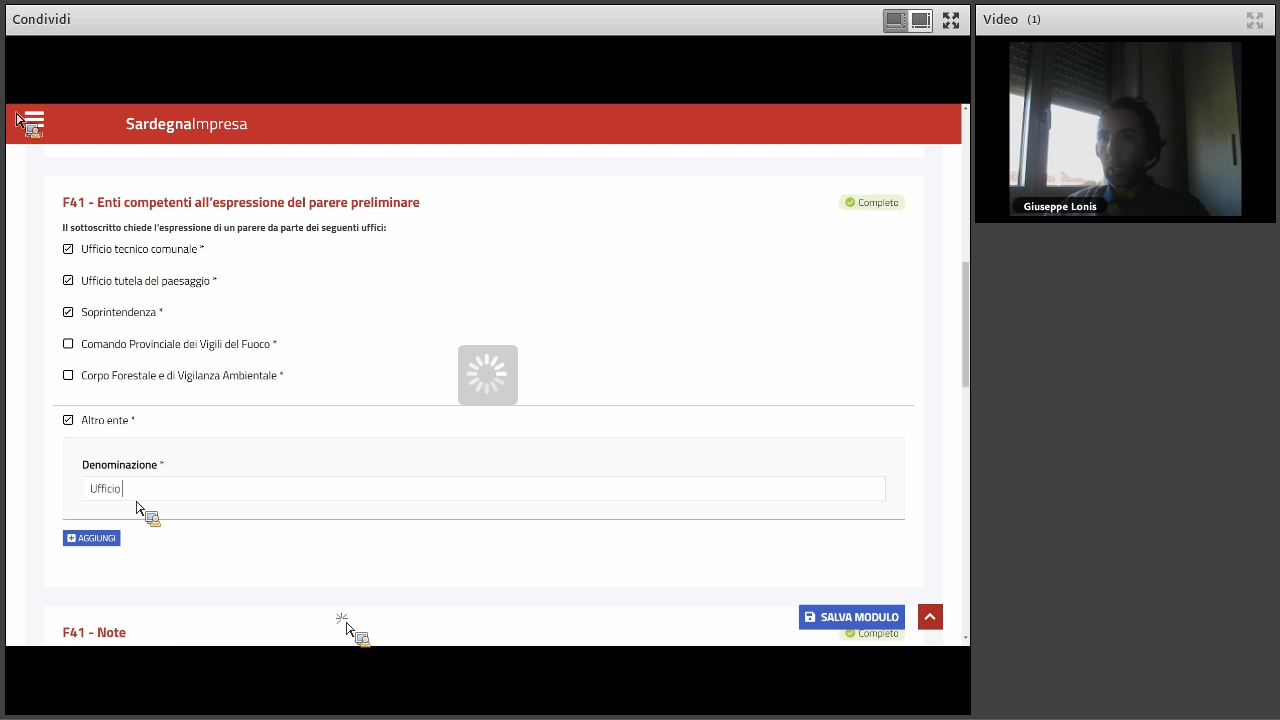 Condividi
Video (1)
SardegnaImpresa
F41 - Enti competenti all'espressione del parere preliminare
Completo
Il sottoscritto chiede l'espressione di un parere da parte dei seguenti uffici:
Ufficio tecnico comunale *
Ufficio tutela del paesaggio *
Soprintendenza *
Comando Provinciale dei Vigili del Fuoco *
Corpo Forestale e di Vigilanza Ambientale *
Altro ente *
Denominazione *
Ufficio
AGGIUNGI
SALVA MODULO
F41 - Note
Completo
Giuseppe Lonis